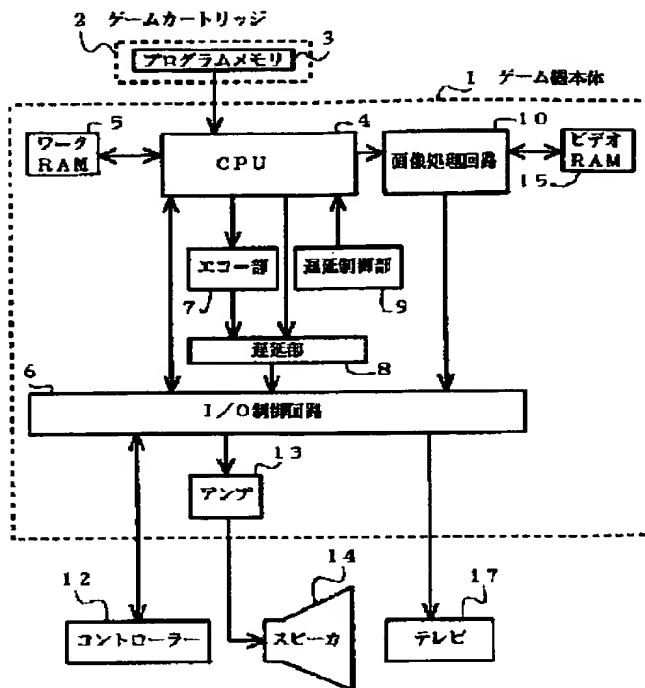 2 ゲームカートリッジ
プログラムメモリ
3
1 ゲーム機本体
5
ワーク
RAM
4
CPU
10
画像処理回路
ビデオ
RAM
15
エコー部
7
遅延制御部
9
遅延部
8
6
I/O制御回路
13
アンプ
12
コントローラー
14
スピーカ
17
テレビ